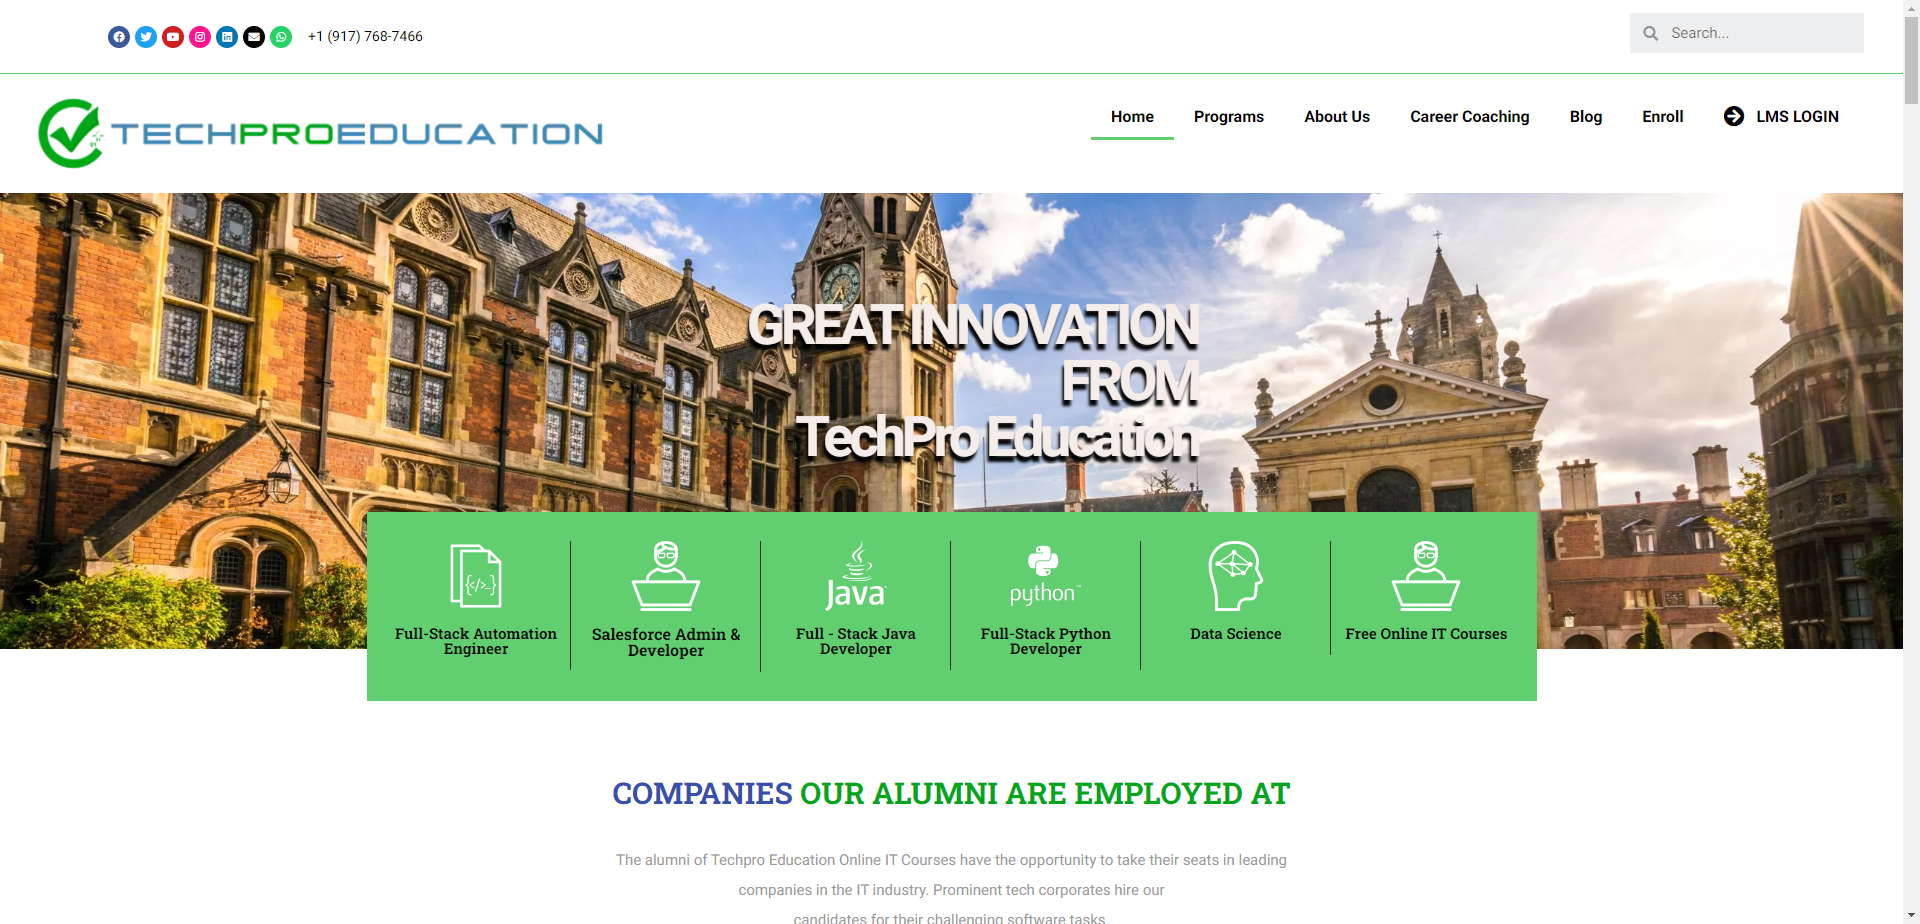 +1 (917) 768-7466
Search...
TECHPROEDUCATION
Home
Programs
About Us
Career Coaching
Blog
Enroll
LMS LOGIN
GREAT INNOVATION
FROM
TechPro Education
{</>_}
Java
python
Full-Stack Automation
Engineer
Salesforce Admin &
Developer
Full - Stack Java
Developer
Full-Stack Python
Developer
Data Science
Free Online IT Courses
COMPANIES OUR ALUMNI ARE EMPLOYED AT
The alumni of Techpro Education Online IT Courses have the opportunity to take their seats in leading
companies in the IT industry. Prominent tech corporates hire our
candidates for their challenging software tasks.